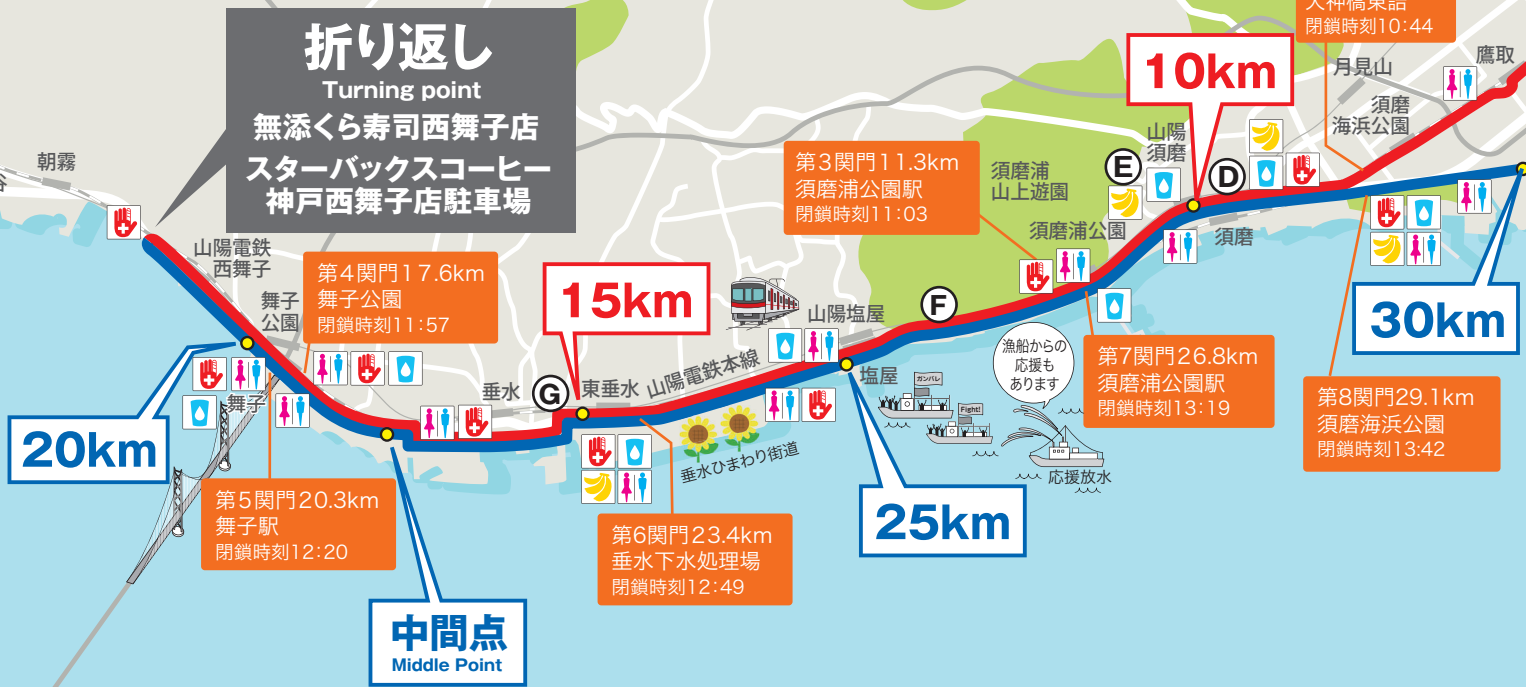 折り返し
Turning point
無添くら寿司西舞子店
スターバックスコーヒー
神戸西舞子店駐車場
閉鎖時刻10:44
10km
月見山
鷹取
須磨
海浜公園
朝霧
山陽
須磨
E
D
第3関門11.3km
須磨浦公園駅
閉鎖時刻11:03
須磨浦
山上遊園
須磨浦公園
須磨
山陽電鉄
西舞子
第4関門17.6km
舞子公園
閉鎖時刻11:57
舞子
公園
15km
山陽塩屋
F
30km
漁船からの
応援も
あります
第7関門26.8km
須磨浦公園駅
閉鎖時刻13:19
第8関門29.1km
須磨海浜公園
閉鎖時刻13:42
20km
舞子
垂水
G
東垂水
山陽電鉄本線
塩屋
ガンバレ
Fight!
垂水ひまわり街道
応援放水
第5関門20.3km
舞子駅
閉鎖時刻12:20
第6関門23.4km
垂水下水処理場
閉鎖時刻12:49
25km
中間点
Middle Point